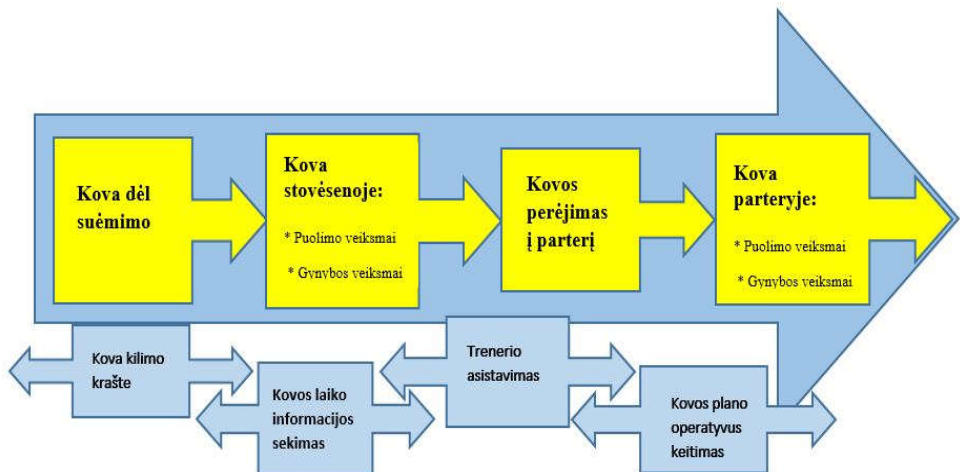 Kova dėl
suėmimo
Kova
stovėsenoje:
* Puolimo veiksmai
* Gynybos veiksmai
Kovos
perėjimas
į parterį
Kova
parteryje:
* Puolimo veiksmai
* Gynybos veiksmai
Kova kilimo
krašte
Kovos laiko
informacijos
sekimas
Trenerio
asistavimas
Kovos plano
operatyvus
keitimas